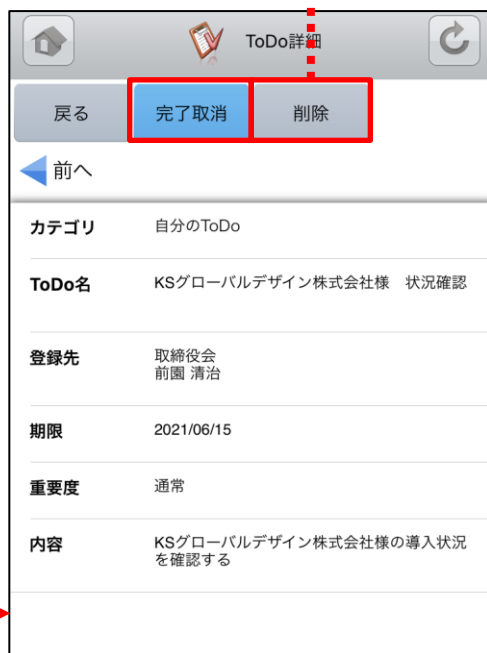 ToDo詳細
戻る 完了取消 削除
前へ
カテゴリ 自分のToDo
ToDo名 KSグローバルデザイン株式会社様　状況確認
登録先 取締役会
前園 清治
期限 2021/06/15
重要度 通常
内容 KSグローバルデザイン株式会社様の導入状況
を確認する